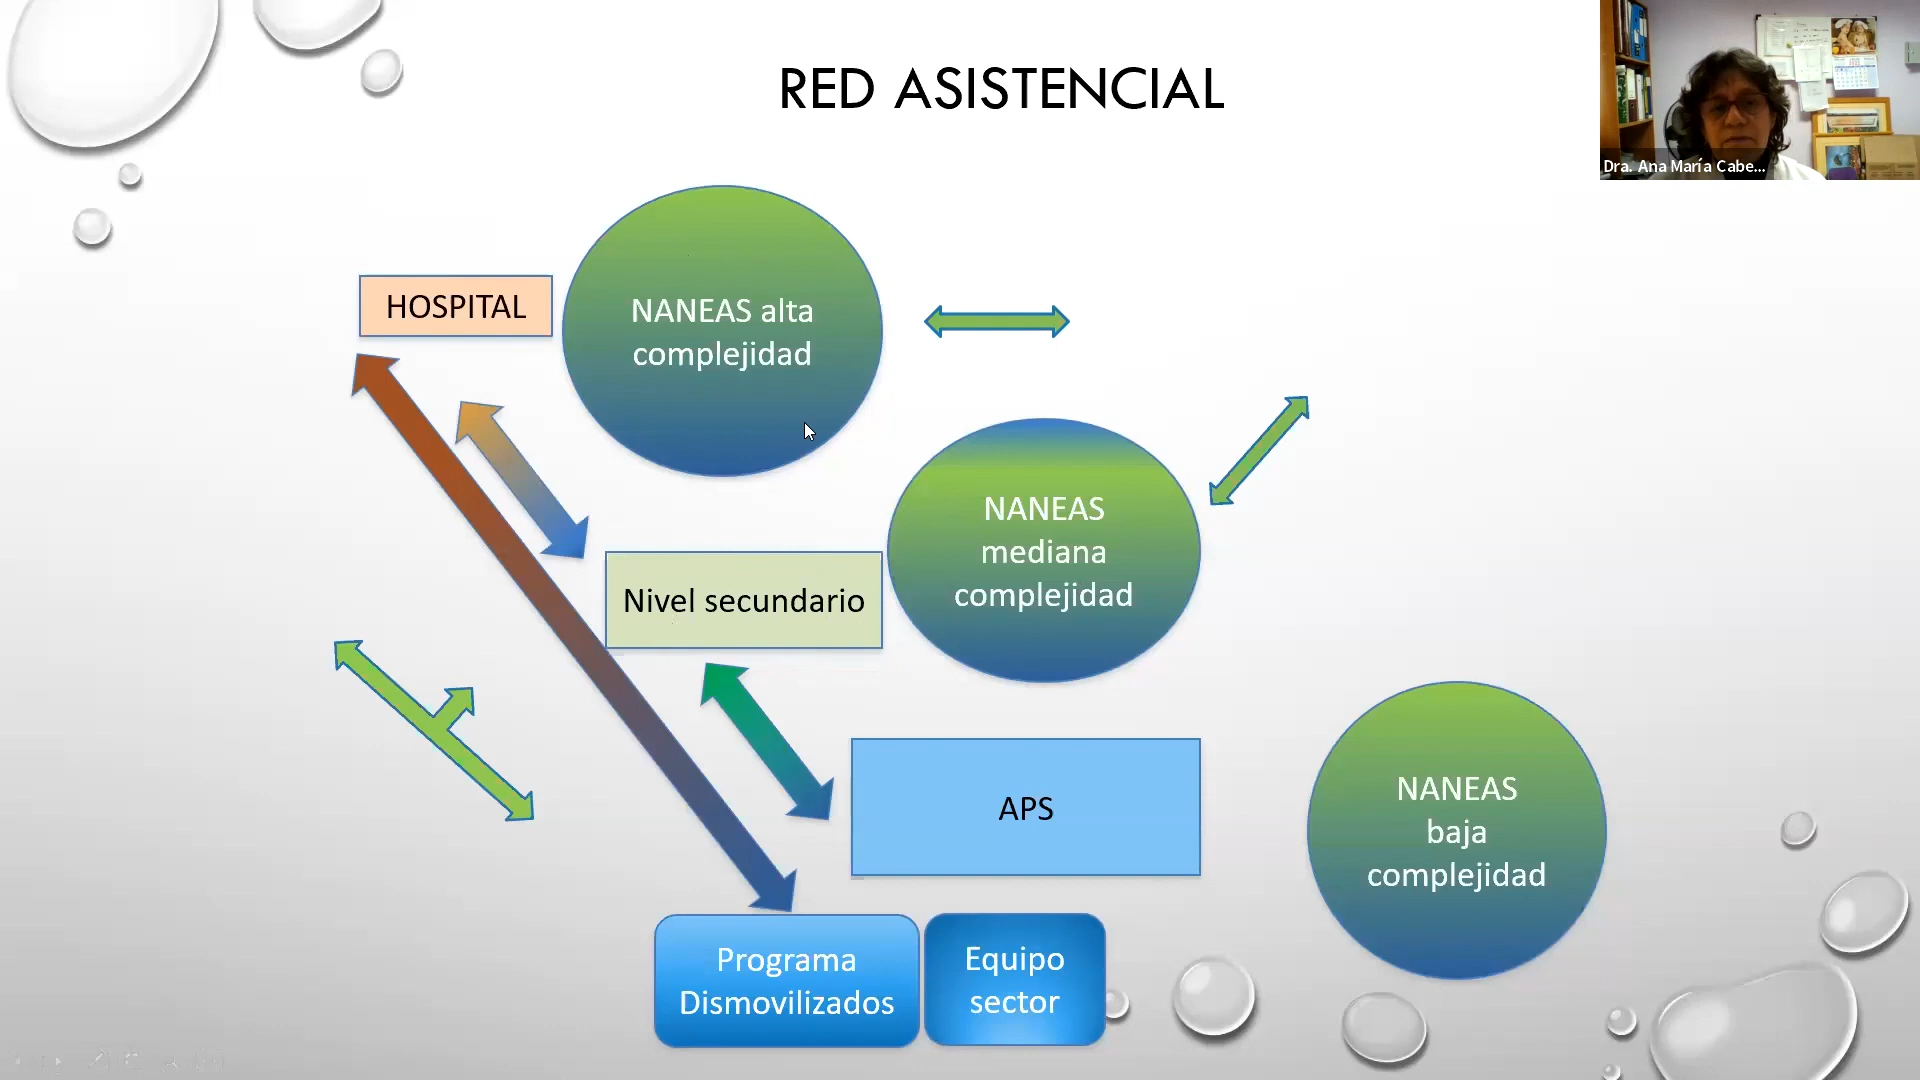 RED ASISTENCIAL
Dra. Ana María Cabe...
HOSPITAL
NANEAS alta
complejidad
NANEAS
mediana
complejidad
Nivel secundario
APS
NANEAS
baja
complejidad
Programa
Dismovilizados
Equipo
sector